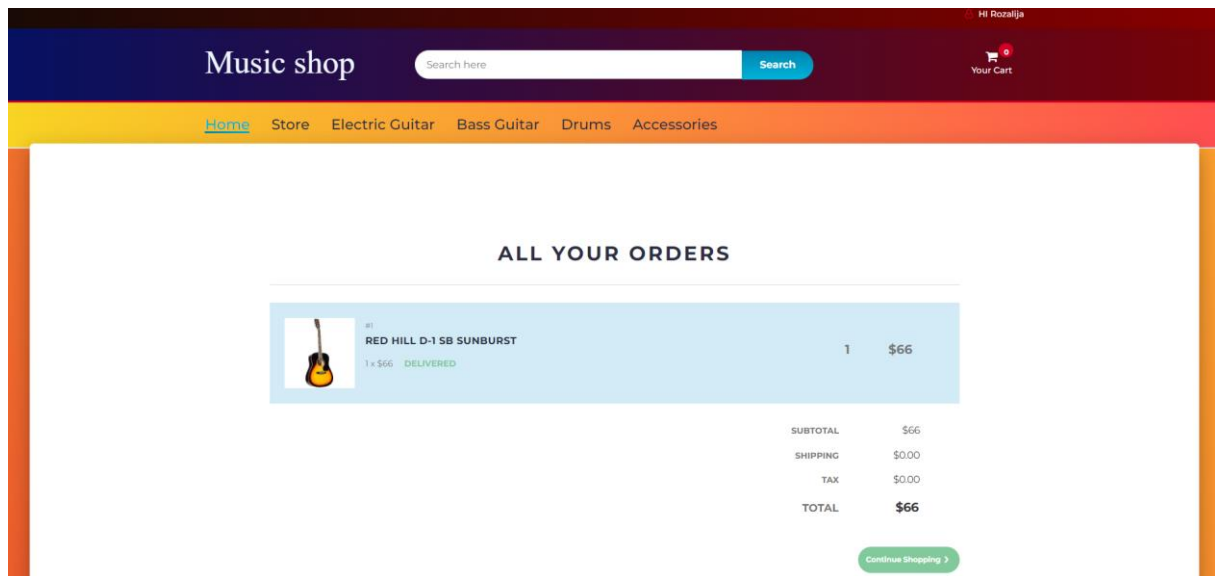 HI Rozalija
Music shop
Search here
Search
0
Your Cart
Home Store Electric Guitar Bass Guitar Drums Accessories
ALL YOUR ORDERS
#1
RED HILL D-1 SB SUNBURST
1 x $66 DELIVERED
1 $66
SUBTOTAL $66
SHIPPING $0.00
TAX $0.00
TOTAL $66
Continue Shopping >